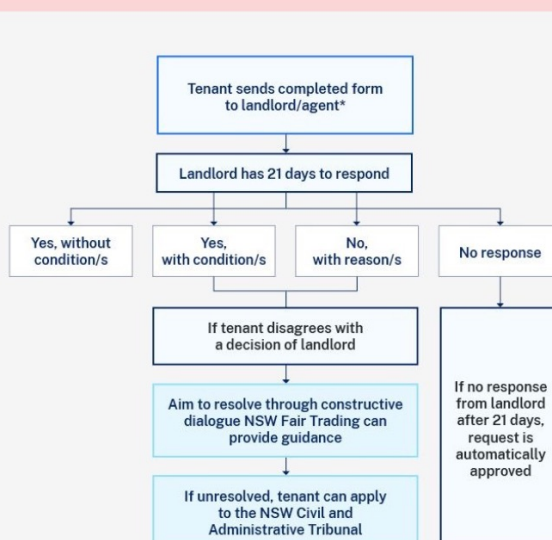 Tenant sends completed form
to landlord/agent*
Landlord has 21 days to respond
Yes, without
condition/s
Yes,
with condition/s
No,
with reason/s
No response
If tenant disagrees with
a decision of landlord
Aim to resolve through constructive
dialogue NSW Fair Trading can
provide guidance
If unresolved, tenant can apply
to the NSW Civil and
Administrative Tribunal
If no response
from landlord
after 21 days,
request is
automatically
approved